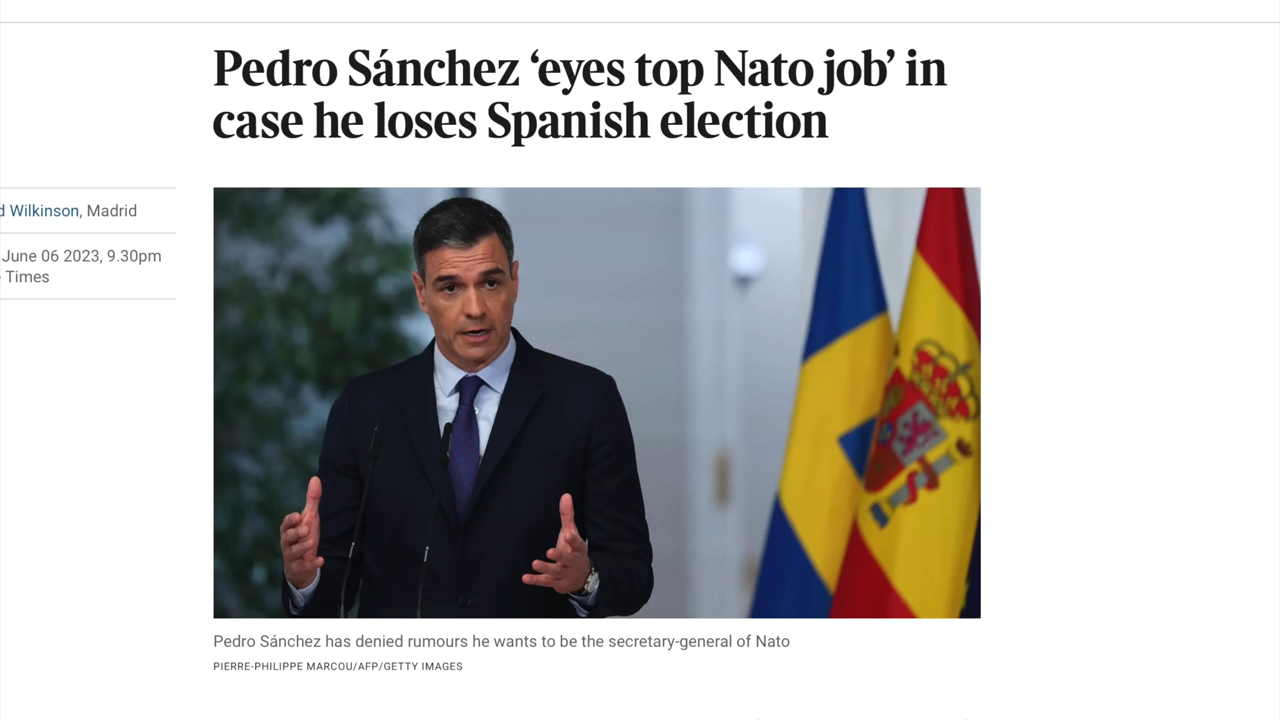 Pedro Sánchez ‘eyes top Nato job’ in
case he loses Spanish election
d Wilkinson, Madrid
June 06 2023, 9.30pm
Times
Pedro Sánchez has denied rumours he wants to be the secretary-general of Nato
PIERRE-PHILIPPE MARCOU/AFP/GETTY IMAGES